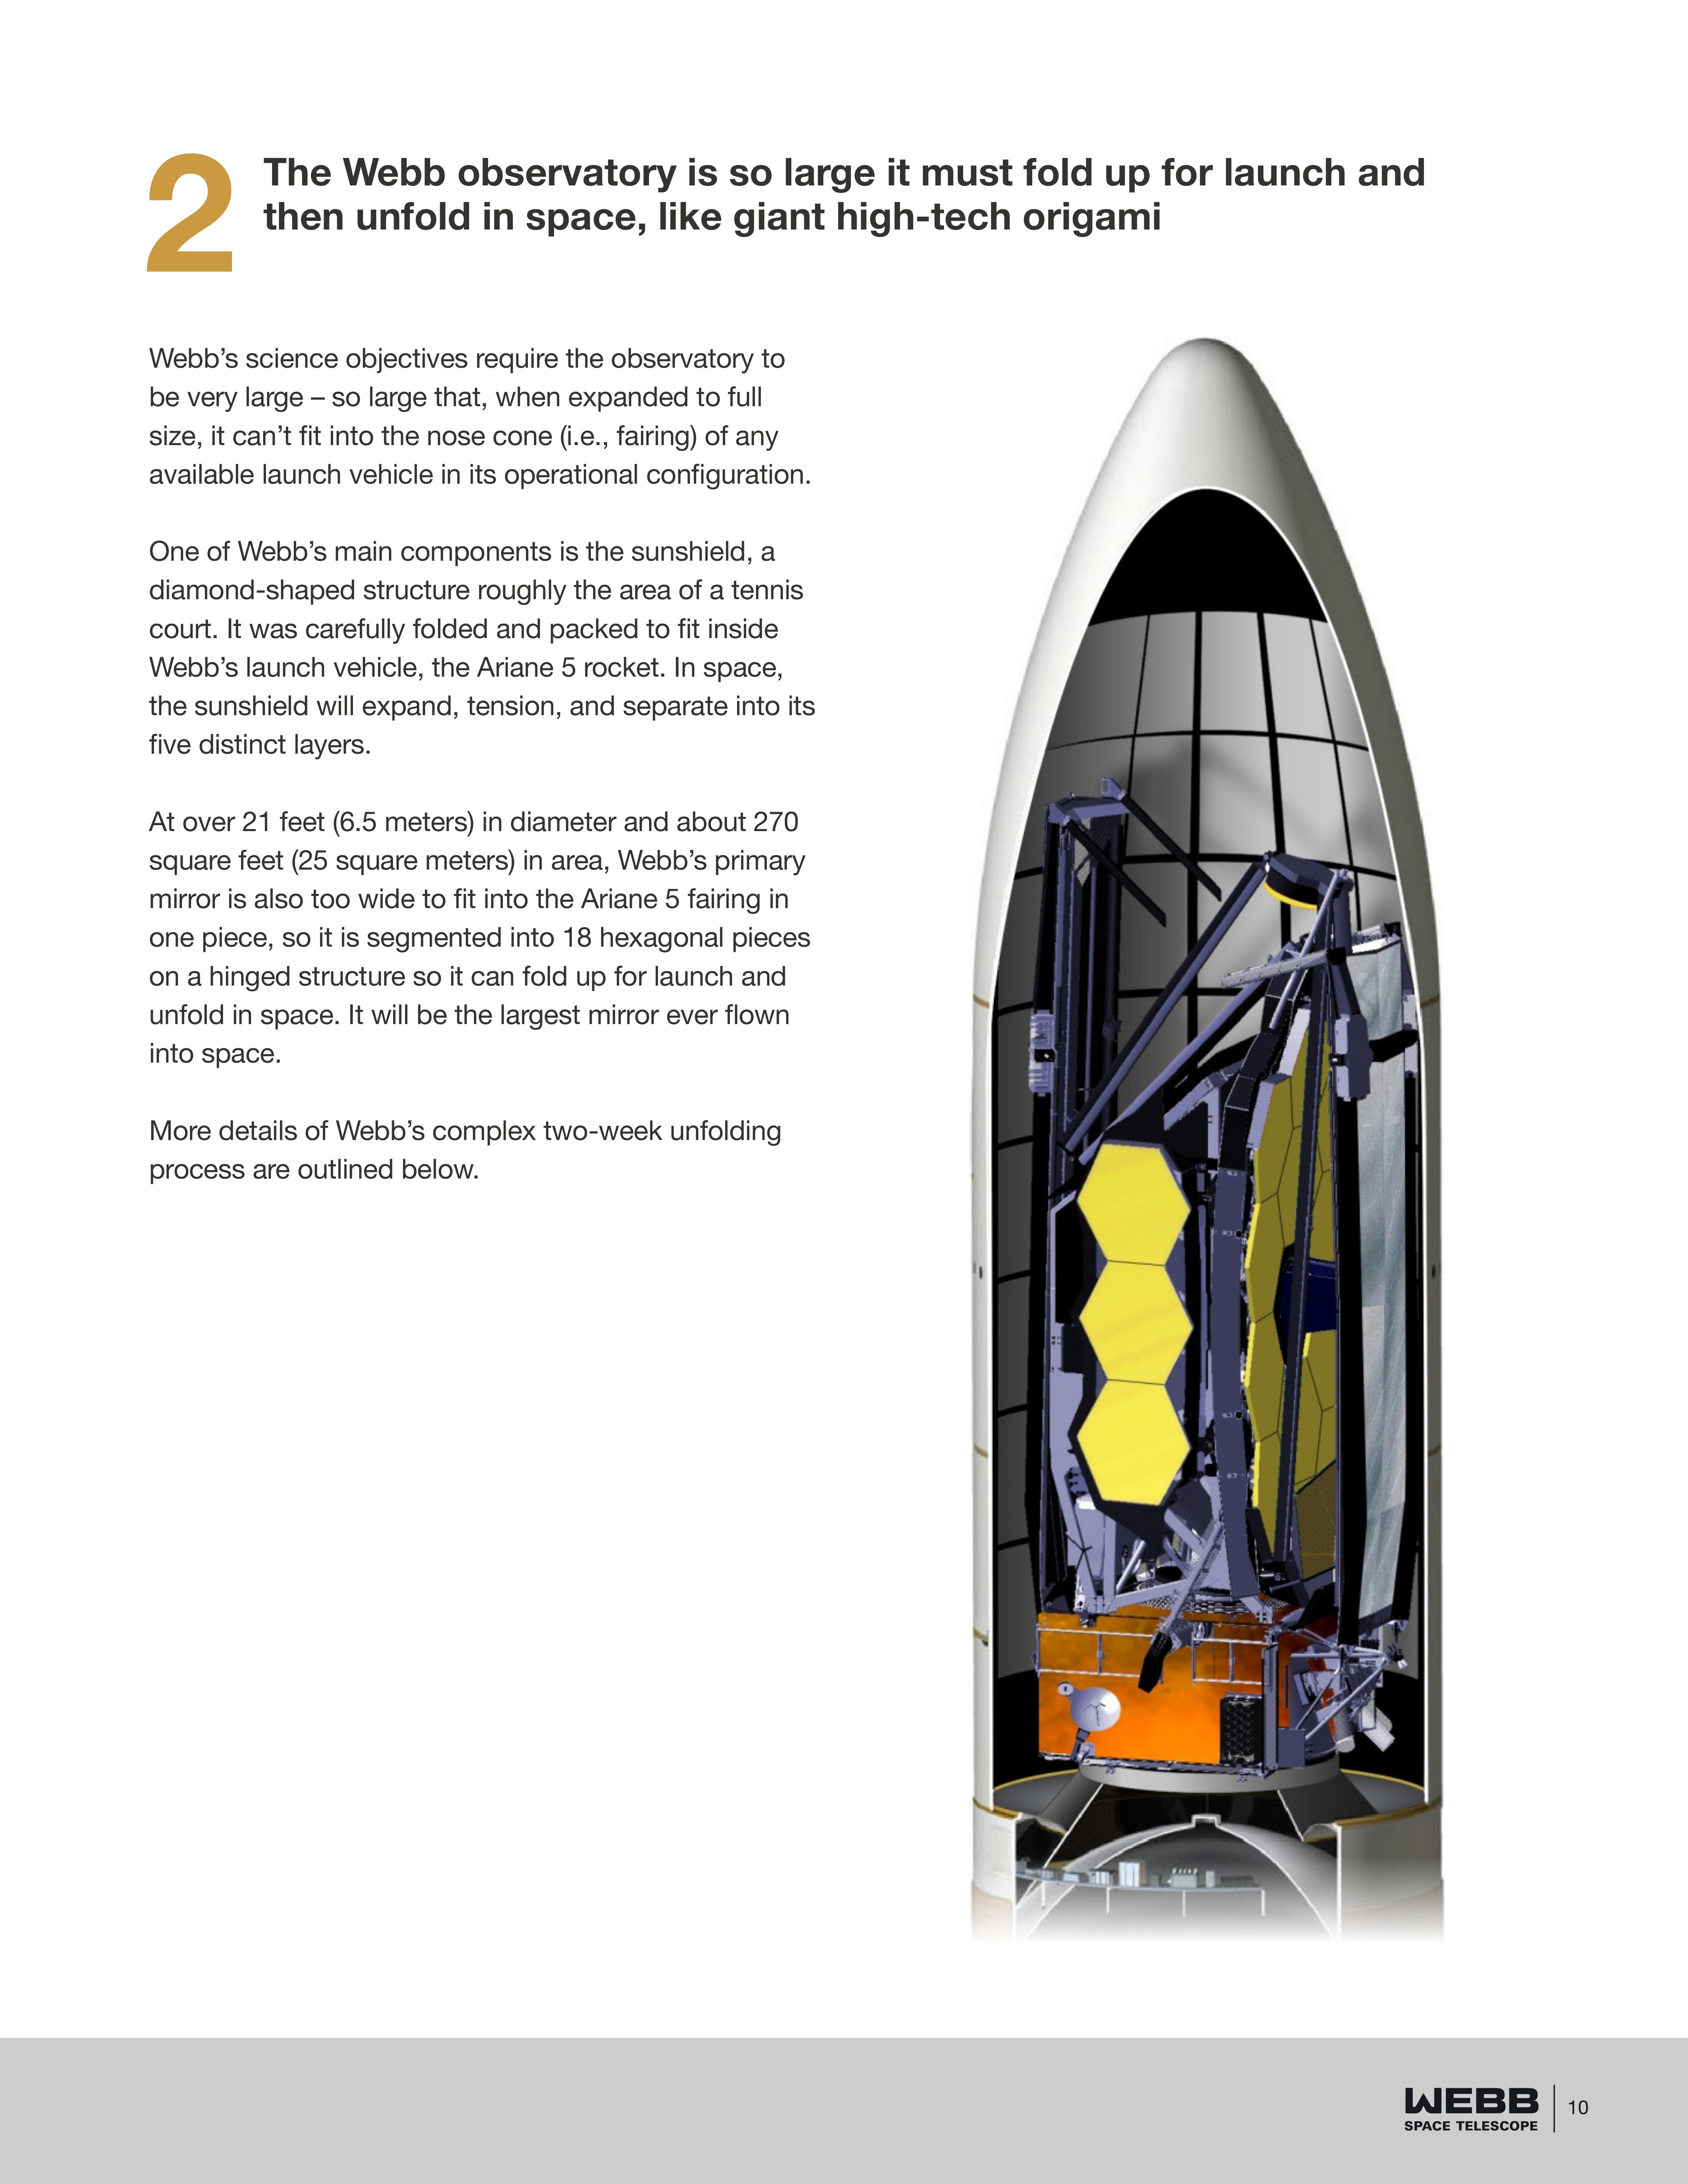 2
The Webb observatory is so large it must fold up for launch and
then unfold in space, like giant high-tech origami
Webb’s science objectives require the observatory to
be very large – so large that, when expanded to full
size, it can’t fit into the nose cone (i.e., fairing) of any
available launch vehicle in its operational configuration.
One of Webb’s main components is the sunshield, a
diamond-shaped structure roughly the area of a tennis
court. It was carefully folded and packed to fit inside
Webb’s launch vehicle, the Ariane 5 rocket. In space,
the sunshield will expand, tension, and separate into its
five distinct layers.
At over 21 feet (6.5 meters) in diameter and about 270
square feet (25 square meters) in area, Webb’s primary
mirror is also too wide to fit into the Ariane 5 fairing in
one piece, so it is segmented into 18 hexagonal pieces
on a hinged structure so it can fold up for launch and
unfold in space. It will be the largest mirror ever flown
into space.
More details of Webb’s complex two-week unfolding
process are outlined below.
WEBB
SPACE TELESCOPE
10